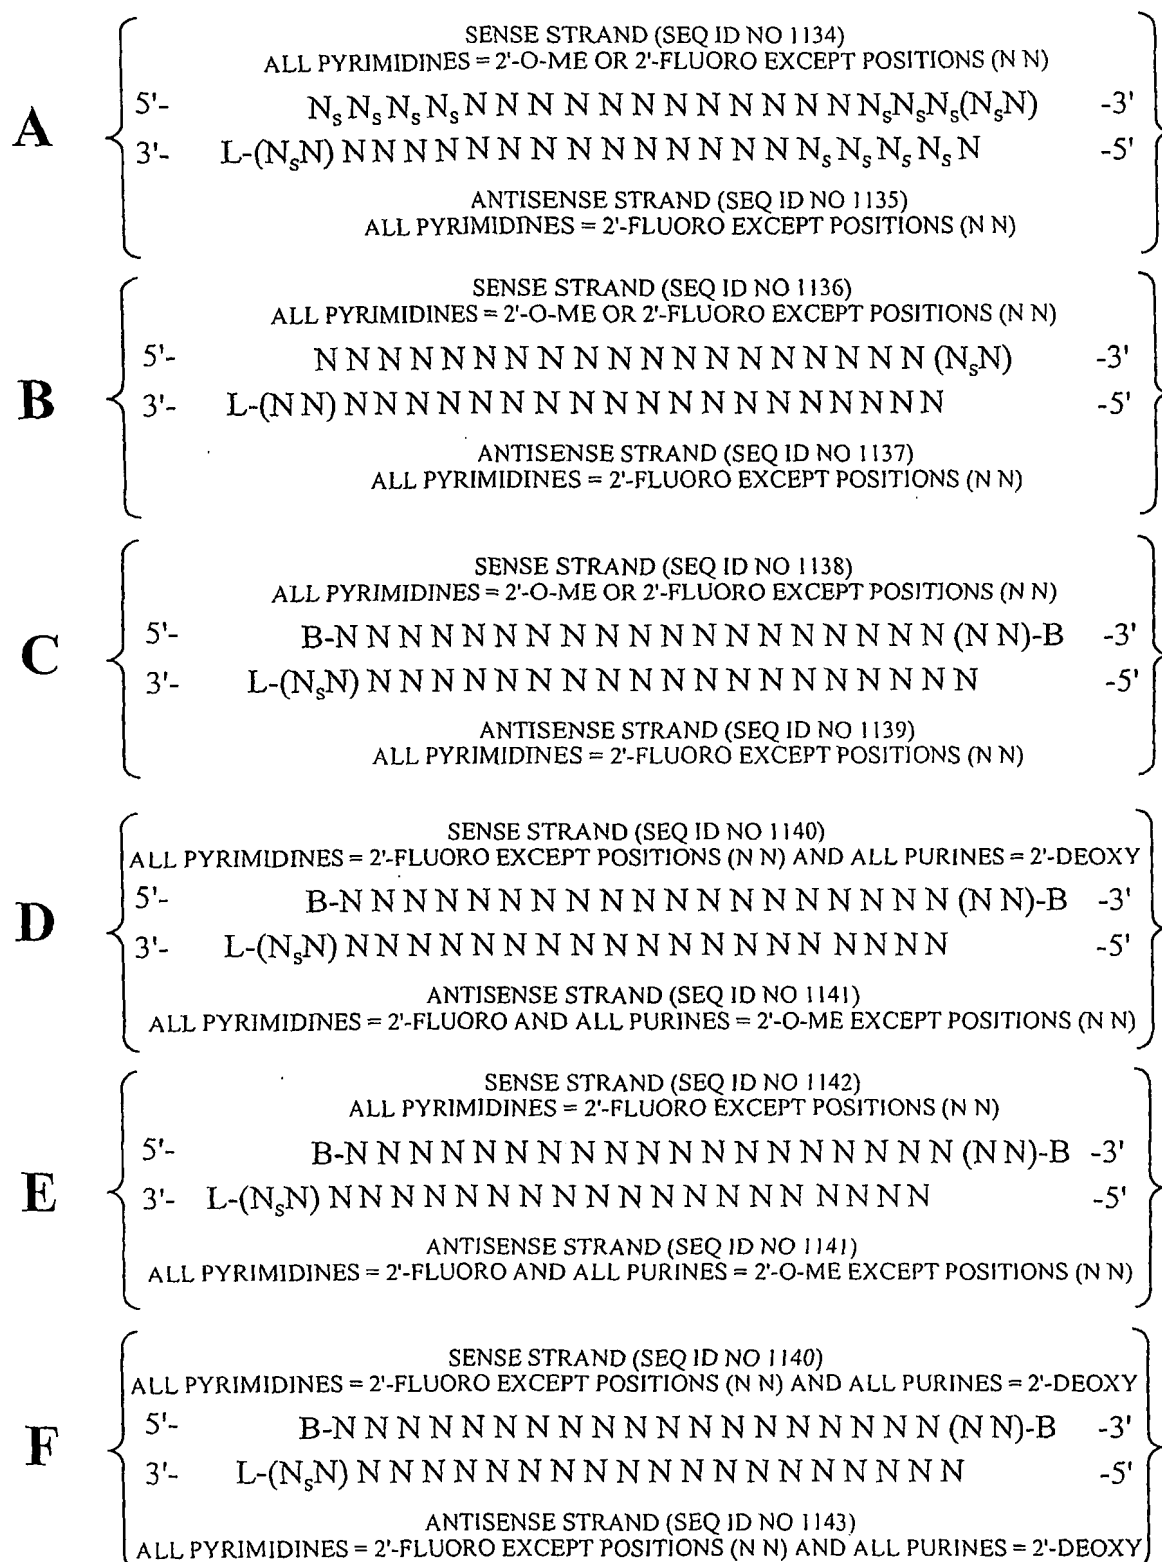 A
SENSE STRAND (SEQ ID NO 1134)
ALL PYRIMIDINES = 2'-O-ME OR 2'-FLUORO EXCEPT POSITIONS (N N)
5'- NsNsNsNsN N N N N N N N N N N N NsNsNs(NsN) -3'
3'- L-(NsN) N N N N N N N N N N N N N N NsNsNsNsN -5'
ANTISENSE STRAND (SEQ ID NO 1135)
ALL PYRIMIDINES = 2'-FLUORO EXCEPT POSITIONS (N N)
B
SENSE STRAND (SEQ ID NO 1136)
ALL PYRIMIDINES = 2'-O-ME OR 2'-FLUORO EXCEPT POSITIONS (N N)
5'- N N N N N N N N N N N N N N N N N N N N (NsN) -3'
3'- L-(N N) N N N N N N N N N N N N N N N N N N N -5'
ANTISENSE STRAND (SEQ ID NO 1137)
ALL PYRIMIDINES = 2'-FLUORO EXCEPT POSITIONS (N N)
C
SENSE STRAND (SEQ ID NO 1138)
ALL PYRIMIDINES = 2'-O-ME OR 2'-FLUORO EXCEPT POSITIONS (N N)
5'- B-N N N N N N N N N N N N N N N N N N N N (N N)-B -3'
3'- L-(NsN) N N N N N N N N N N N N N N N N N N N -5'
ANTISENSE STRAND (SEQ ID NO 1139)
ALL PYRIMIDINES = 2'-FLUORO EXCEPT POSITIONS (N N)
D
SENSE STRAND (SEQ ID NO 1140)
ALL PYRIMIDINES = 2'-FLUORO EXCEPT POSITIONS (N N) AND ALL PURINES = 2'-DEOXY
5'- B-N N N N N N N N N N N N N N N N N N N N (N N)-B -3'
3'- L-(NsN) N N N N N N N N N N N N N N N N N N N -5'
ANTISENSE STRAND (SEQ ID NO 1141)
ALL PYRIMIDINES = 2'-FLUORO AND ALL PURINES = 2'-O-ME EXCEPT POSITIONS (N N)
E
SENSE STRAND (SEQ ID NO 1142)
ALL PYRIMIDINES = 2'-FLUORO EXCEPT POSITIONS (N N)
5'- B-N N N N N N N N N N N N N N N N N N N N (N N)-B -3'
3'- L-(NsN) N N N N N N N N N N N N N N N N N N N -5'
ANTISENSE STRAND (SEQ ID NO 1141)
ALL PYRIMIDINES = 2'-FLUORO AND ALL PURINES = 2'-O-ME EXCEPT POSITIONS (N N)
F
SENSE STRAND (SEQ ID NO 1140)
ALL PYRIMIDINES = 2'-FLUORO EXCEPT POSITIONS (N N) AND ALL PURINES = 2'-DEOXY
5'- B-N N N N N N N N N N N N N N N N N N N N (N N)-B -3'
3'- L-(NsN) N N N N N N N N N N N N N N N N N N N -5'
ANTISENSE STRAND (SEQ ID NO 1143)
ALL PYRIMIDINES = 2'-FLUORO EXCEPT POSITIONS (N N) AND ALL PURINES = 2'-DEOXY